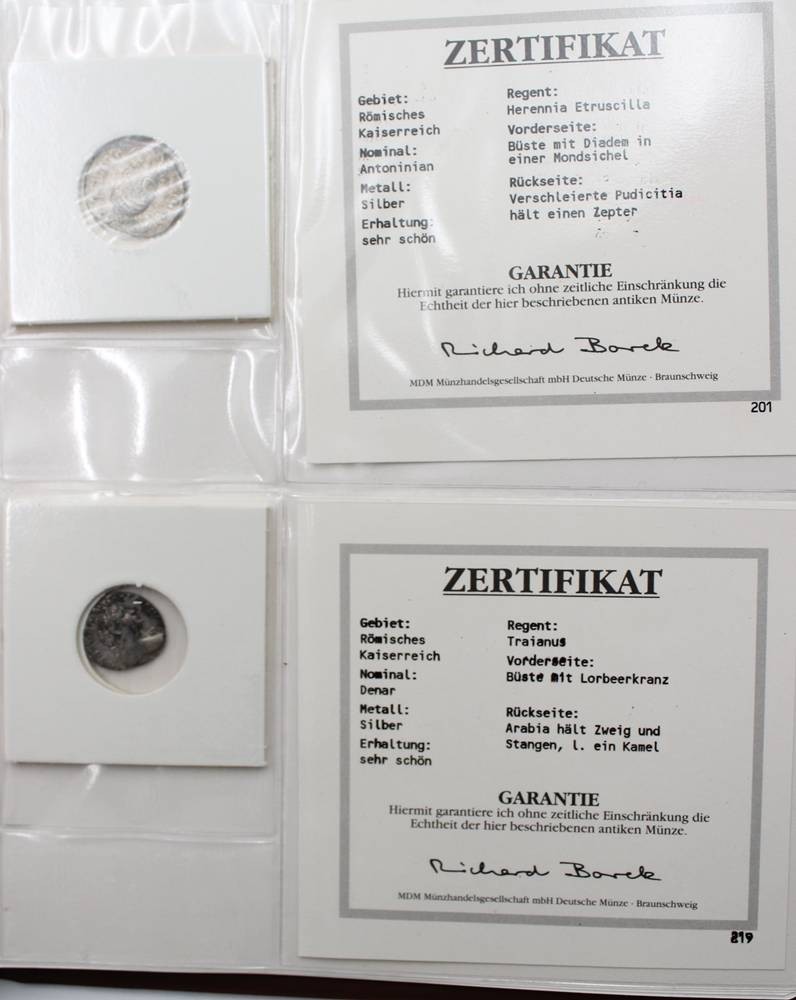 ZERTIFIKAT
Gebiet:
Römisches
Kaiserreich
Nominal:
Antoninian
Metall:
Silber
Erhaltung:
sehr schön
Regent:
Herennia Etruscilla
Vorderseite:
Büste mit Diadem in
einer Mondsichel
Rückseite:
Verschleierte Pudicitia
hält einen Zepter
GARANTIE
Hiermit garantiere ich ohne zeitliche Einschränkung die
Echtheit der hier beschriebenen antiken Münze.
Richard Borek
MDM Münzhandelsgesellschaft mbH Deutsche Münze · Braunschweig
201
ZERTIFIKAT
Gebiet:
Römisches
Kaiserreich
Nominal:
Denar
Metall:
Silber
Erhaltung:
sehr schön
Regent:
Traianus
Vorderseite:
Büste mit Lorbeerkranz
Rückseite:
Arabia hält Zweig und
Stangen, l. ein Kamel
GARANTIE
Hiermit garantiere ich ohne zeitliche Einschränkung die
Echtheit der hier beschriebenen antiken Münze.
Richard Borek
MDM Münzhandelsgesellschaft mbH Deutsche Münze · Braunschweig